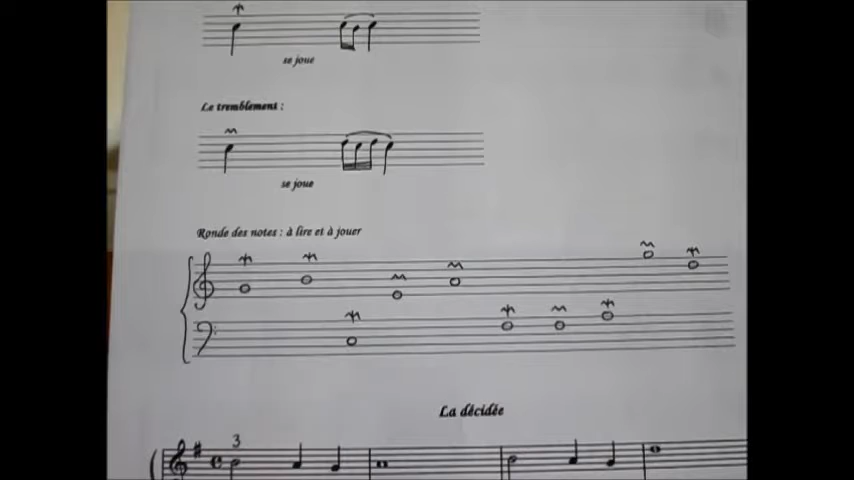 se joue
Le tremblement :
se joue
Ronde des notes : à lire et à jouer
La décidée
3